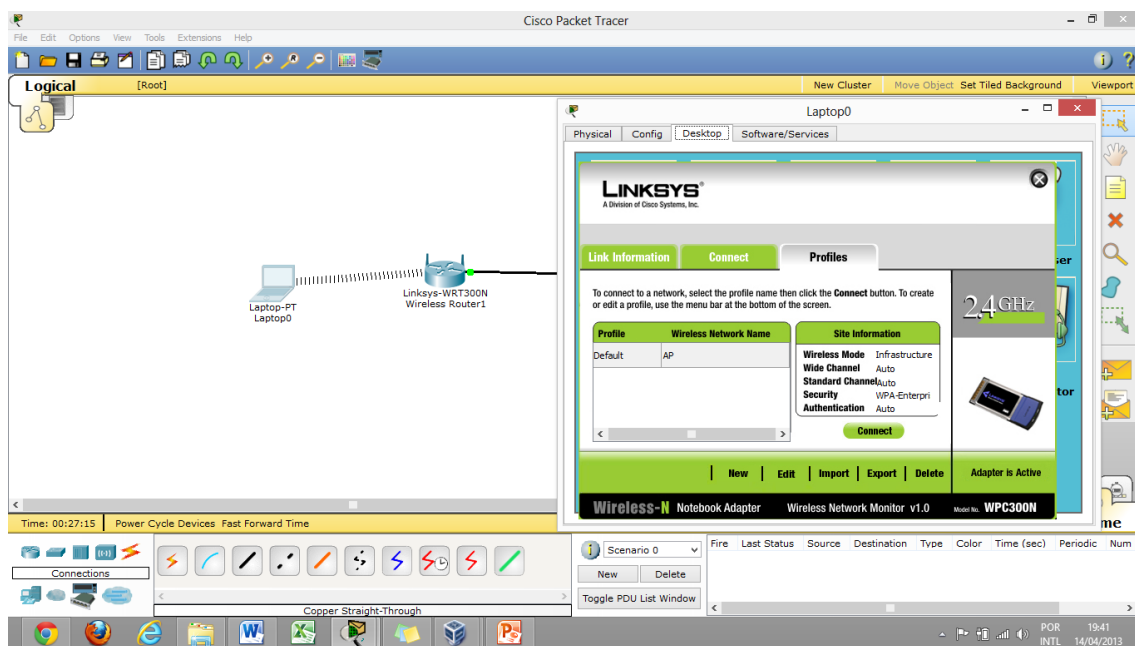 Cisco Packet Tracer
File Edit Options View Tools Extensions Help
Logical [Root] New Cluster Move Object Set Tiled Background Viewport
Laptop0
Physical Config Desktop Software/Services
LINKSYS®
A Division of Cisco Systems, Inc.
Link Information Connect Profiles
ser
To connect to a network, select the profile name then click the Connect button. To create
or edit a profile, use the menu bar at the bottom of the screen.
2,4GHz
Profile Wireless Network Name
Default AP
Site Information
Wireless Mode Infrastructure
Wide Channel Auto
Standard Channel Auto
Security WPA-Enterpri
Authentication Auto
tor
Connect
New Edit Import Export Delete Adapter is Active
Wireless-N Notebook Adapter Wireless Network Monitor v1.0 Model No. WPC300N
Linksys-WRT300N
Wireless Router1
Laptop-PT
Laptop0
Time: 00:27:15 Power Cycle Devices Fast Forward Time me
Connections
Copper Straight-Through
Scenario 0
New Delete
Toggle PDU List Window
Fire Last Status Source Destination Type Color Time (sec) Periodic Num
POR 19:41
INTL 14/04/2013